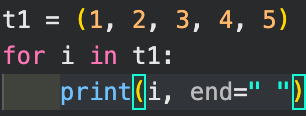 t1 = (1, 2, 3, 4, 5)
for i in t1:
    print(i, end=" ")